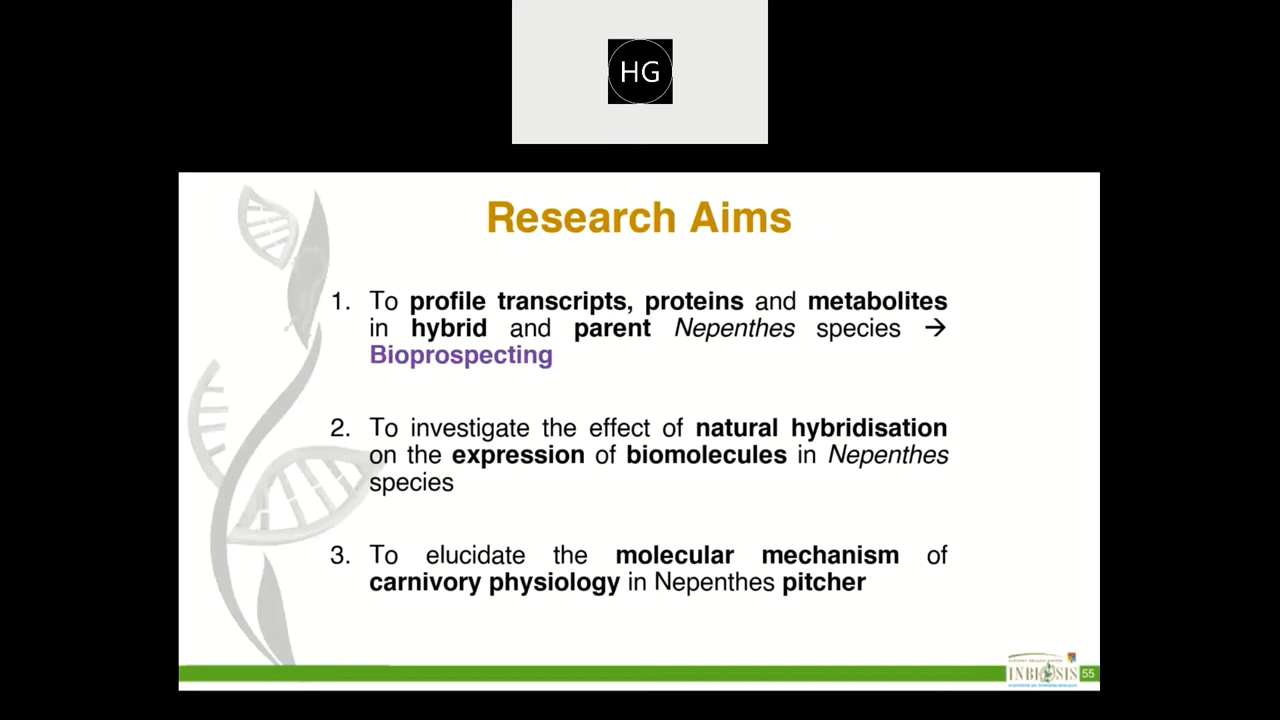 HG
Research Aims
1. To profile transcripts, proteins and metabolites
in hybrid and parent Nepenthes species →
Bioprospecting
2. To investigate the effect of natural hybridisation
on the expression of biomolecules in Nepenthes
species
3. To elucidate the molecular mechanism of
carnivory physiology in Nepenthes pitcher
INBIOSIS
55